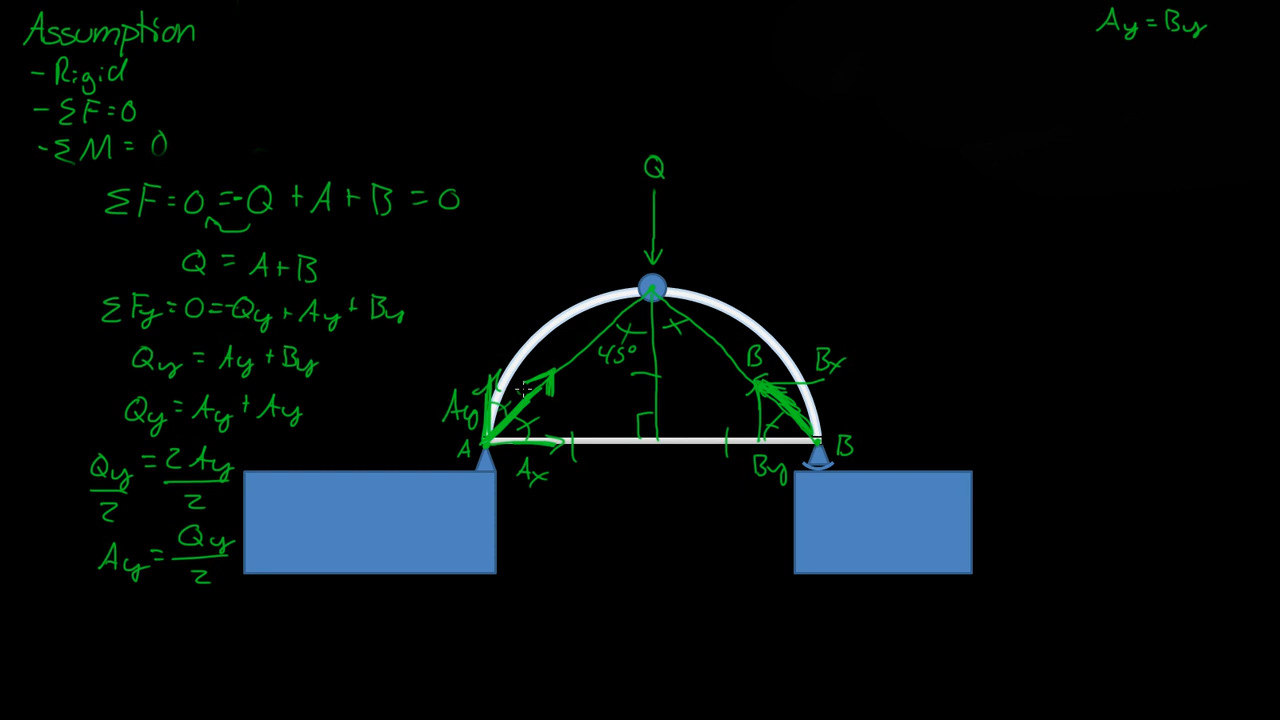 Assumption
- Rigid
- ΣF=0
- ΣM = 0
ΣF=0 =-Q + A + B = 0
Q = A+B
ΣFy=0=-Qy + Ay + By
Qy = Ay + By
Qy = Ay + Ay
Qy/2 = 2Ay/2
Ay = Qy/2
Ay = By
Q
45°
B
Bx
Ay
A
Ax
By
B